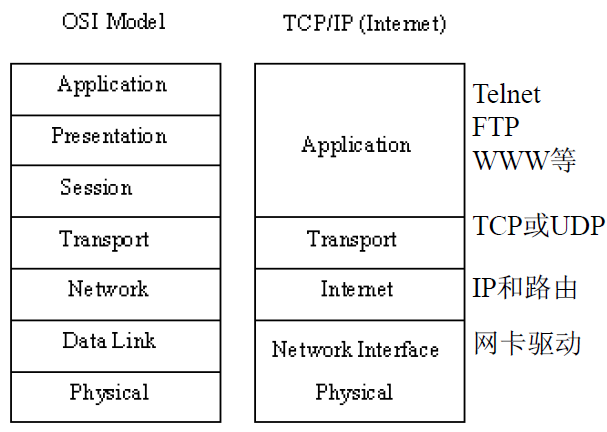 OSI Model
TCP/IP (Internet)
Application
Presentation
Session
Transport
Network
Data Link
Physical
Application
Transport
Internet
Network Interface
Physical
Telnet
FTP
WWW等
TCP或UDP
IP和路由
网卡驱动